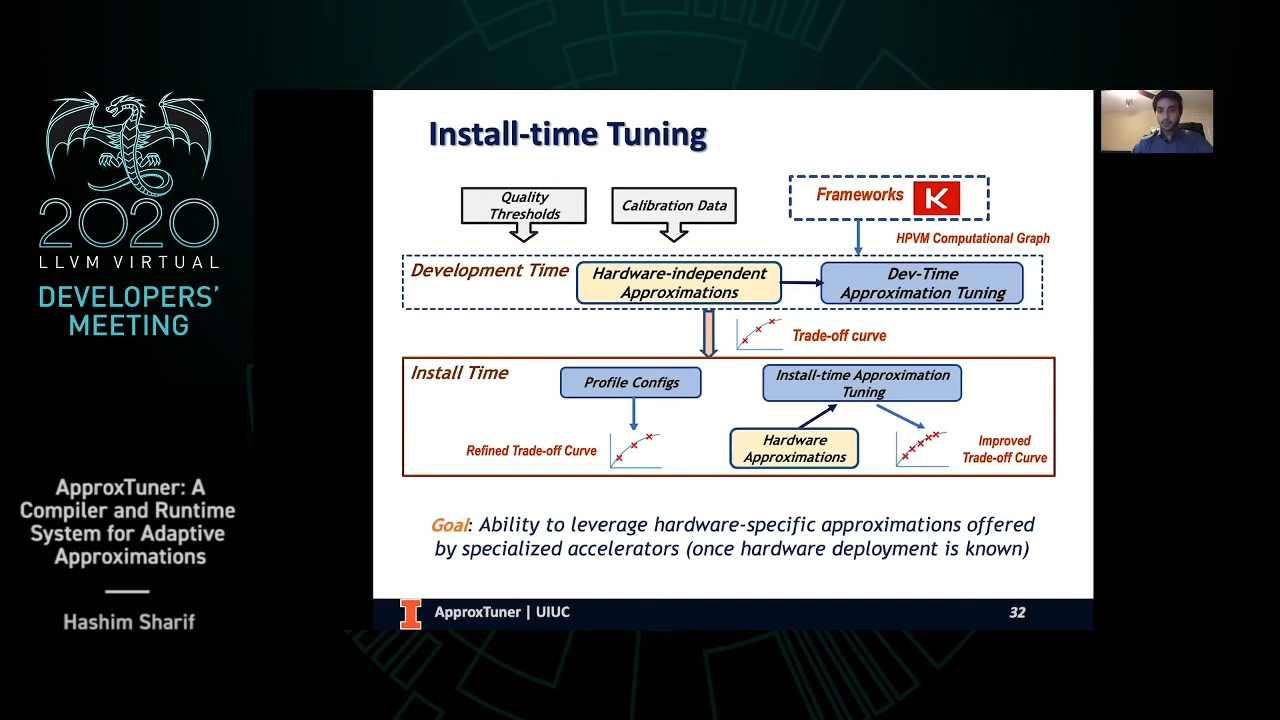 2020
LLVM VIRTUAL
DEVELOPERS'
MEETING
ApproxTuner: A
Compiler and Runtime
System for Adaptive
Approximations
Hashim Sharif
Install-time Tuning
Quality
Thresholds
Calibration Data
Frameworks K
HPVM Computational Graph
Development Time
Hardware-independent
Approximations
Dev-Time
Approximation Tuning
Trade-off curve
Install Time
Profile Configs
Install-time Approximation
Tuning
Refined Trade-off Curve
Hardware
Approximations
Improved
Trade-off Curve
Goal: Ability to leverage hardware-specific approximations offered
by specialized accelerators (once hardware deployment is known)
I ApproxTuner | UIUC
32